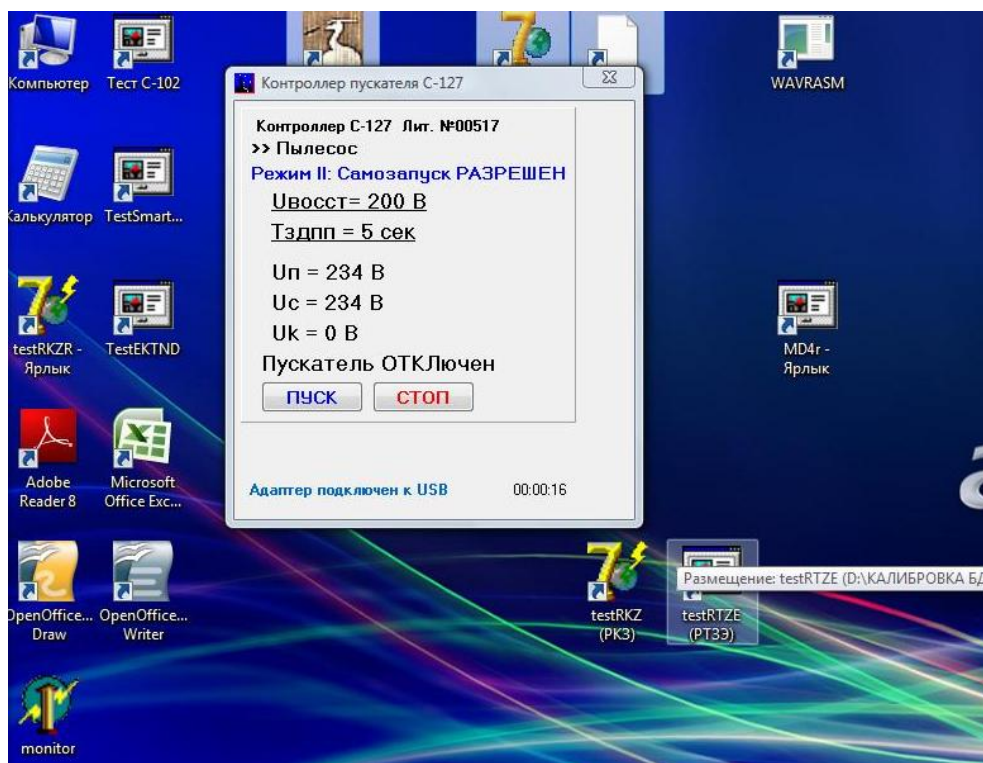 Компьютер
Тест С-102
WAVRASM
Контроллер пускателя С-127
Контроллер С-127 Лит. №00517
>> Пылесос
Режим II: Самозапуск РАЗРЕШЕН
Uвосст= 200 В
Тздпп = 5 сек
Uп = 234 В
Uс = 234 В
Uk = 0 В
Пускатель ОТКЛючен
ПУСК
СТОП
Адаптер подключен к USB
00:00:16
Калькулятор
TestSmart...
testRKZR -
Ярлык
TestEKTND
MD4r -
Ярлык
Adobe
Reader 8
Microsoft
Office Exc...
OpenOffice...
Draw
OpenOffice...
Writer
testRKZ
(РКЗ)
testRTZE
(РТЗЭ)
Размещение: testRTZE (D:\КАЛИБРОВКА БД
monitor